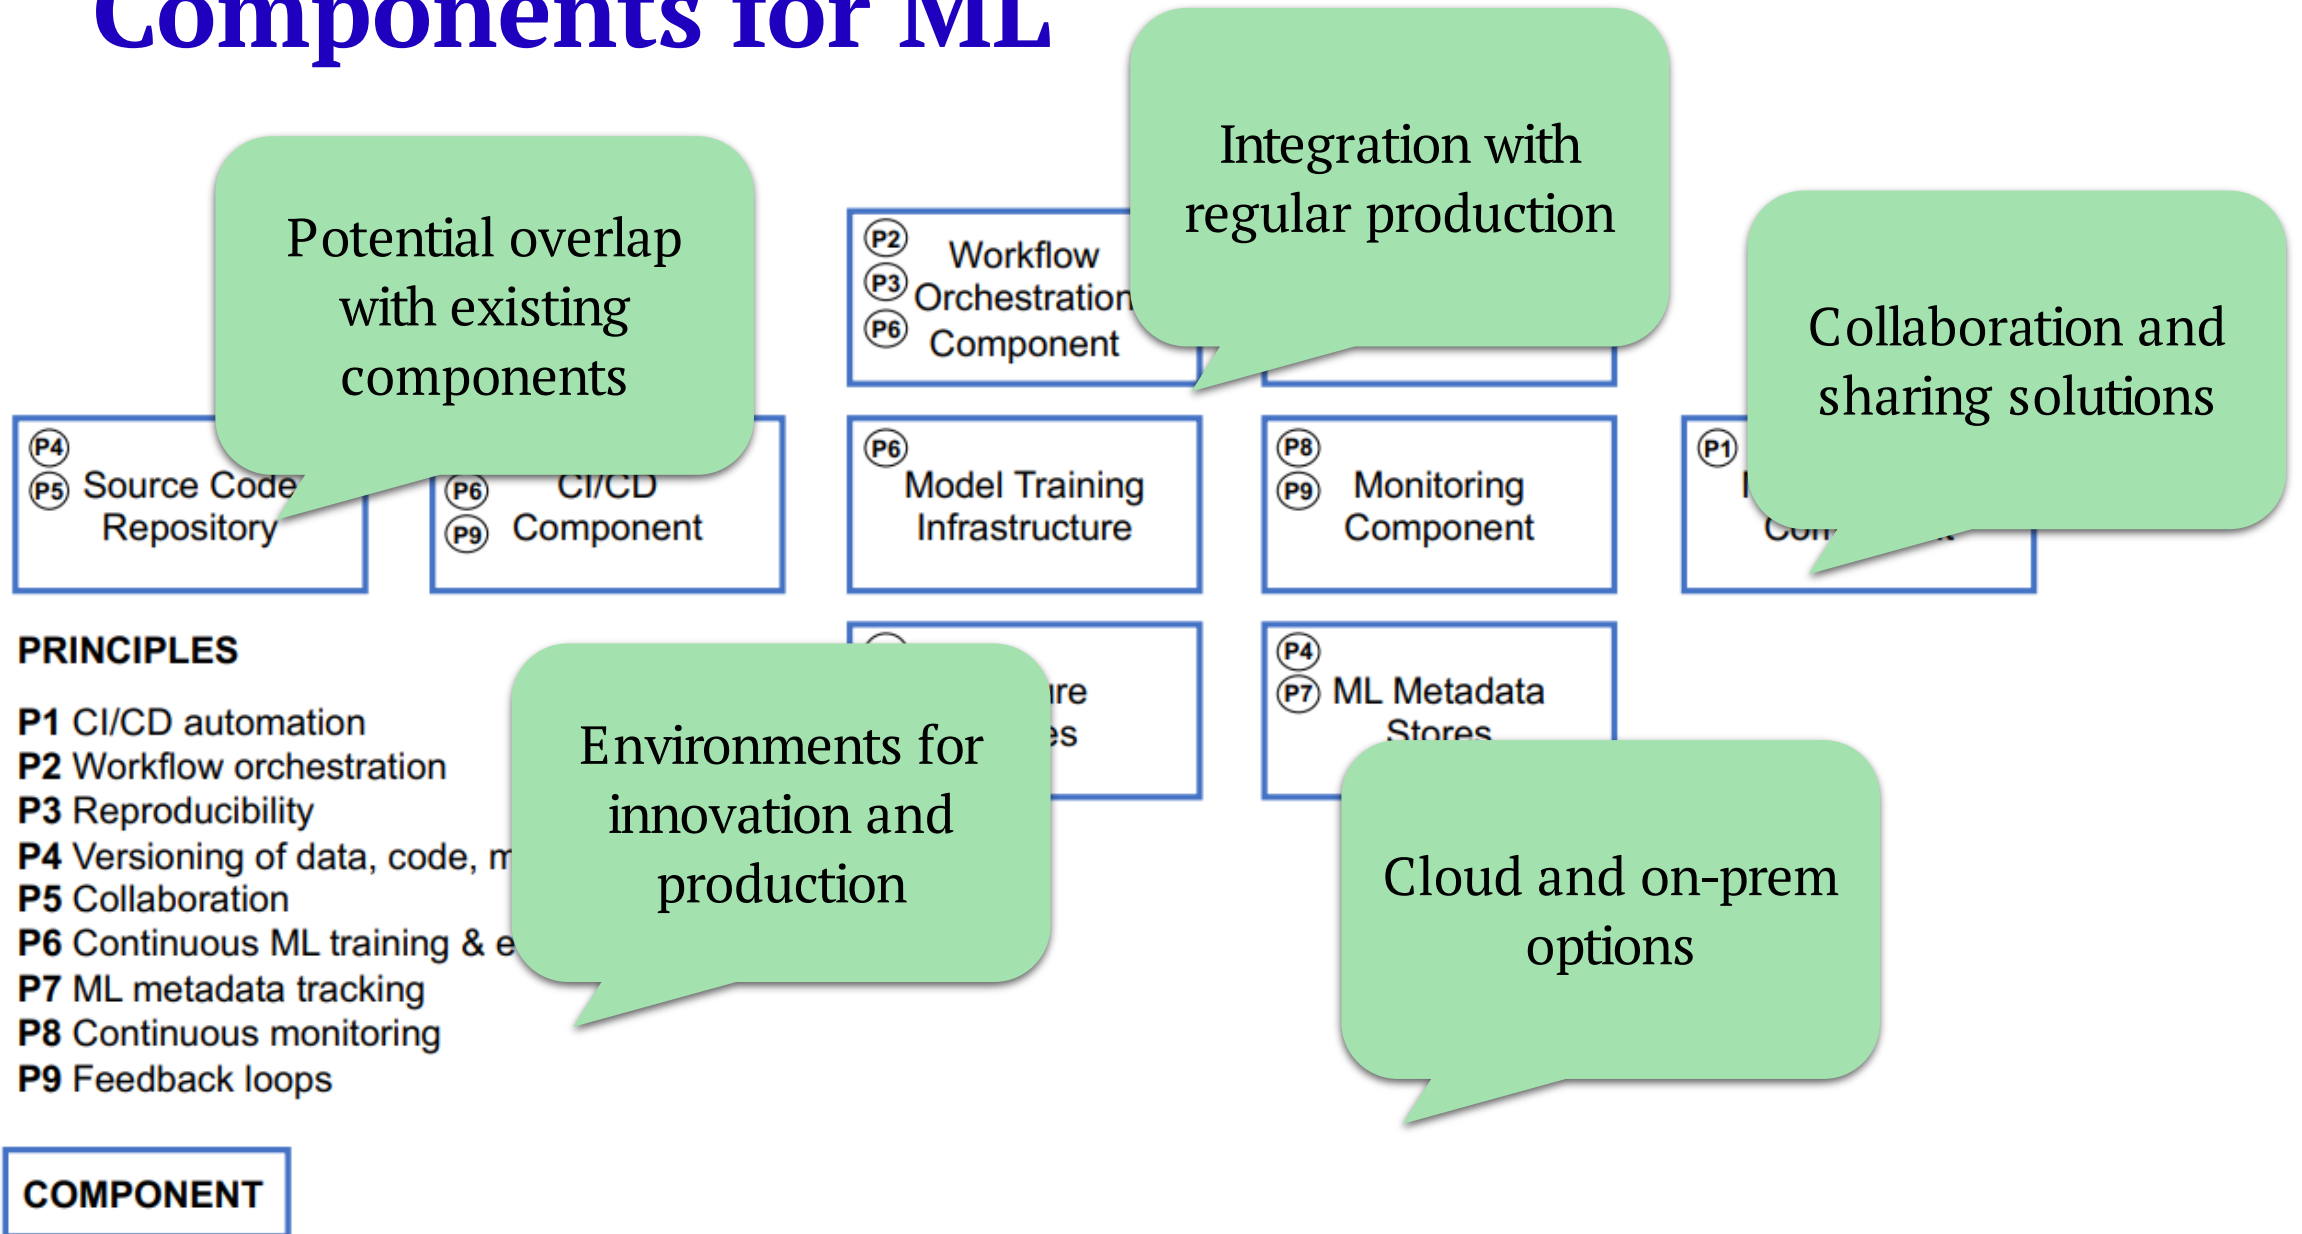 Components for ML
Integration with
regular production
Potential overlap
with existing
components
Collaboration and
sharing solutions
P2
P3
P6
Workflow
Orchestration
Component
P4
P5
Source Code
Repository
P6
P9
CI/CD
Component
P6
Model Training
Infrastructure
P8
P9
Monitoring
Component
P1
P4
P7
ML Metadata
Stores
PRINCIPLES
P1 CI/CD automation
P2 Workflow orchestration
P3 Reproducibility
P4 Versioning of data, code,
P5 Collaboration
P6 Continuous ML training &
P7 ML metadata tracking
P8 Continuous monitoring
P9 Feedback loops
Environments for
innovation and
production
Cloud and on-prem
options
COMPONENT